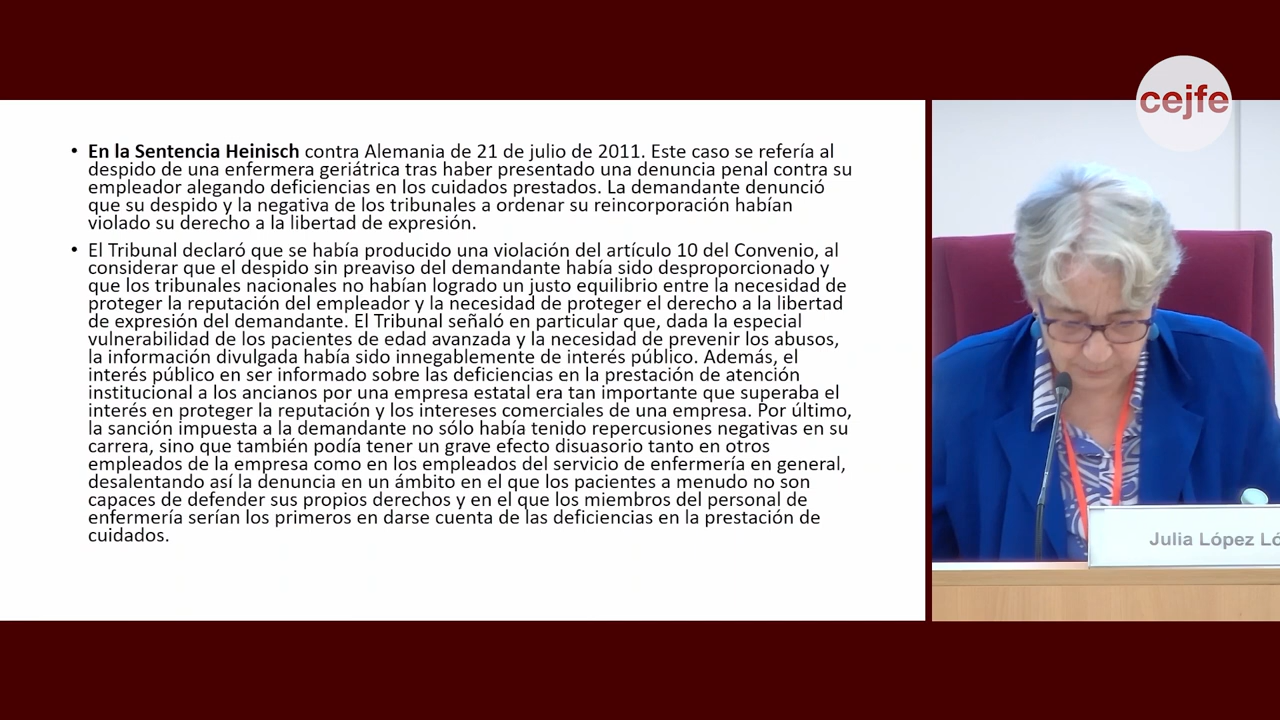 cejfe
• En la Sentencia Heinisch contra Alemania de 21 de julio de 2011. Este caso se refería al
despido de una enfermera geriátrica tras haber presentado una denuncia penal contra su
empleador alegando deficiencias en los cuidados prestados. La demandante denunció
que su despido y la negativa de los tribunales a ordenar su reincorporación habían
violado su derecho a la libertad de expresión.
• El Tribunal declaró que se había producido una violación del artículo 10 del Convenio, al
considerar que el despido sin preaviso del demandante había sido desproporcionado y
que los tribunales nacionales no habían logrado un justo equilibrio entre la necesidad de
proteger la reputación del empleador y la necesidad de proteger el derecho a la libertad
de expresión del demandante. El Tribunal señaló en particular que, dada la especial
vulnerabilidad de los pacientes de edad avanzada y la necesidad de prevenir los abusos,
la información divulgada había sido innegablemente de interés público. Además, el
interés público en ser informado sobre las deficiencias en la prestación de atención
institucional a los ancianos por una empresa estatal era tan importante que superaba el
interés en proteger la reputación y los intereses comerciales de una empresa. Por último,
la sanción impuesta a la demandante no sólo había tenido repercusiones negativas en su
carrera, sino que también podía tener un grave efecto disuasorio tanto en otros
empleados de la empresa como en los empleados del servicio de enfermería en general,
desalentando así la denuncia en un ámbito en el que los pacientes a menudo no son
capaces de defender sus propios derechos y en el que los miembros del personal de
enfermería serían los primeros en darse cuenta de las deficiencias en la prestación de
cuidados.
Julia López Ló